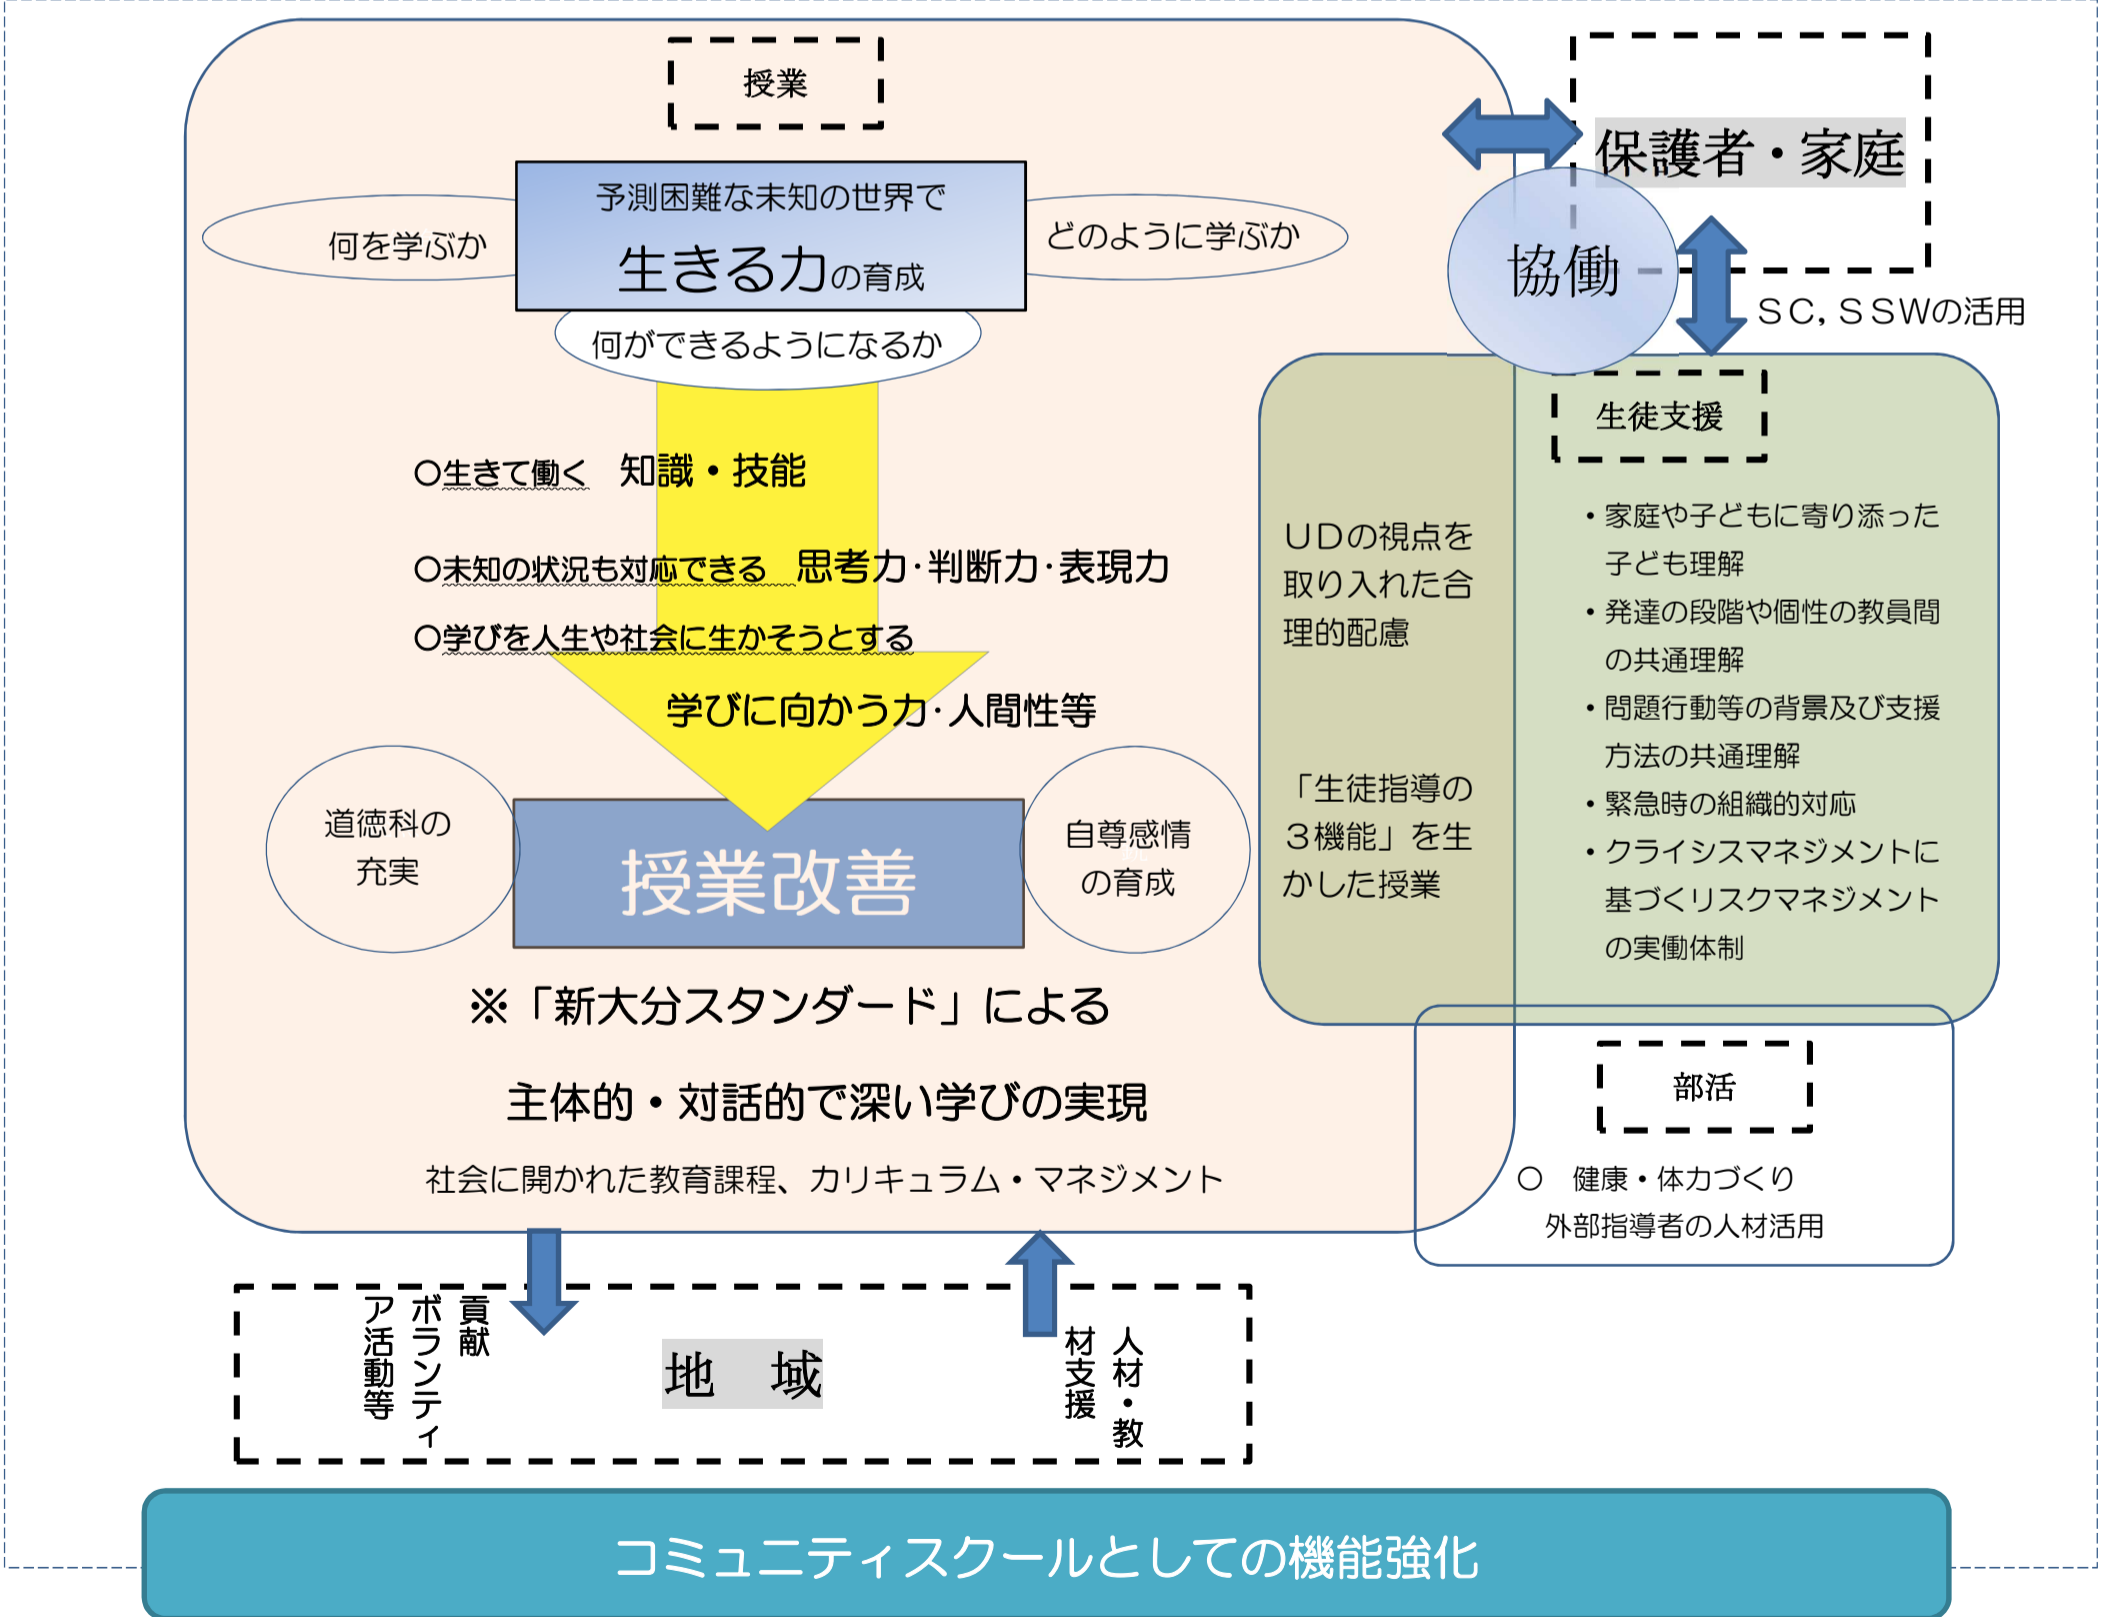 授業
予測困難な未知の世界で
生きる力の育成
何を学ぶか
どのように学ぶか
何ができるようになるか
〇生きて働く　知識・技能
〇未知の状況も対応できる　思考力・判断力・表現力
〇学びを人生や社会に生かそうとする
学びに向かう力・人間性等
道徳科の
充実
授業改善
自尊感情
の育成
※「新大分スタンダード」による
主体的・対話的で深い学びの実現
社会に開かれた教育課程、カリキュラム・マネジメント
保護者・家庭
協働
ＳＣ，ＳＳＷの活用
生徒支援
ＵＤの視点を
取り入れた合
理的配慮
「生徒指導の
３機能」を生
かした授業
・家庭や子どもに寄り添った
子ども理解
・発達の段階や個性の教員間
の共通理解
・問題行動等の背景及び支援
方法の共通理解
・緊急時の組織的対応
・クライシスマネジメントに
基づくリスクマネジメント
の実働体制
部活
〇　健康・体力づくり
外部指導者の人材活用
貢献
ボランティ
ア活動等
地　域
人材・教
材支援
コミュニティスクールとしての機能強化